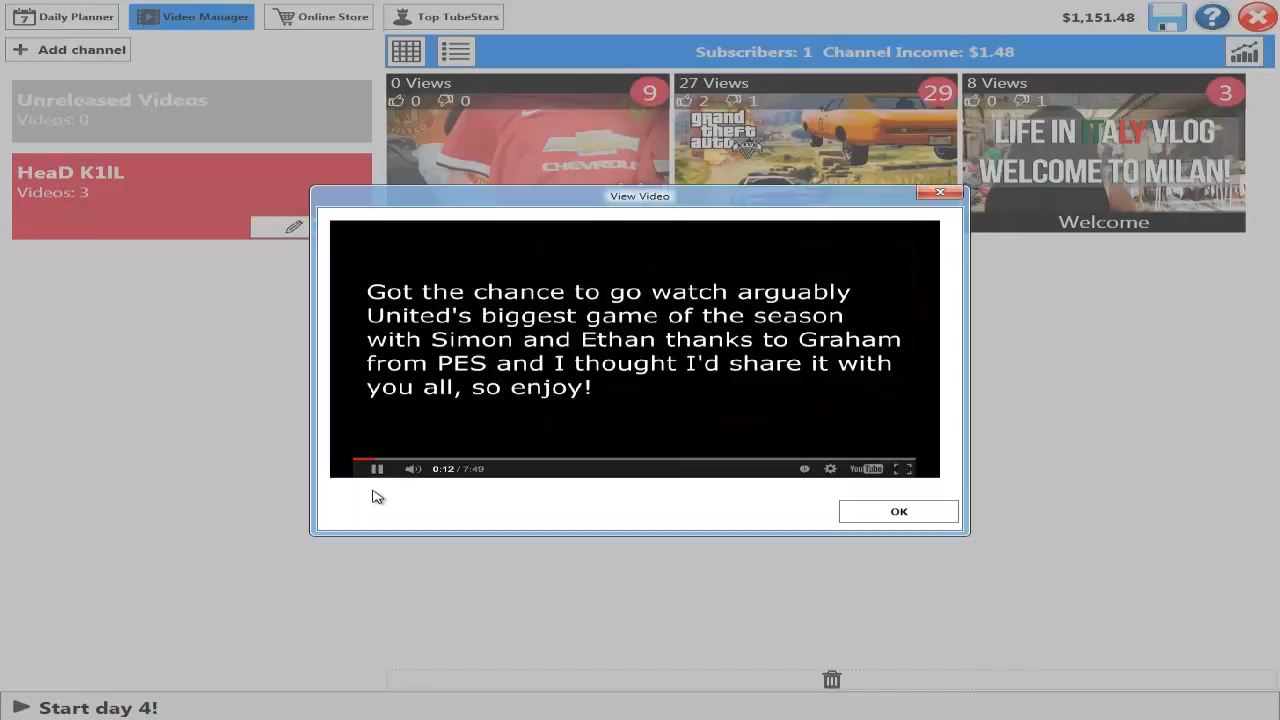 Daily Planner
Video Manager
Online Store
Top TubeStars
$1,151.48
Add channel
Subscribers: 1 Channel Income: $1.48
Unreleased Videos
Videos: 0
HeaD K1lL
Videos: 3
0 Views
0 0
9
CHEVROLET
27 Views
2 1
29
grand
theft
auto
8 Views
0 1
3
LIFE IN ITALY VLOG
WELCOME TO MILAN!
Welcome
View Video
Got the chance to go watch arguably
United's biggest game of the season
with Simon and Ethan thanks to Graham
from PES and I thought I'd share it with
you all, so enjoy!
0:12 / 7:49
YouTube
OK
Start day 4!